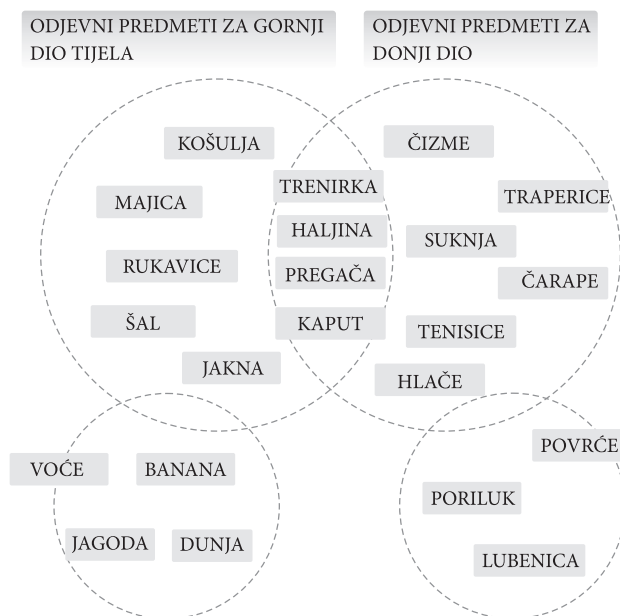 ODJEVNI PREDMETI ZA GORNJI
DIO TIJELA
ODJEVNI PREDMETI ZA
DONJI DIO
KOŠULJA
MAJICA
RUKAVICE
ŠAL
JAKNA
TRENIRKA
HALJINA
PREGAČA
KAPUT
ČIZME
TRAPERICE
SUKNJA
ČARAPE
TENISICE
HLAČE
VOĆE
BANANA
JAGODA
DUNJA
POVRĆE
PORILUK
LUBENICA